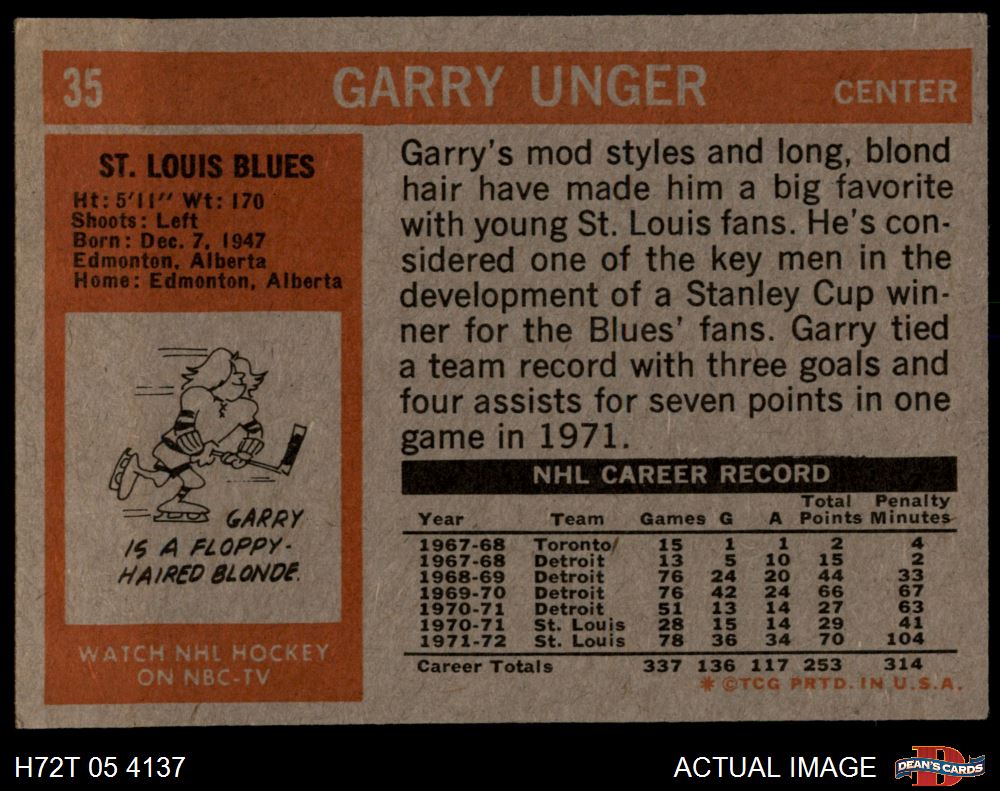 35 GARRY UNGER CENTER
ST. LOUIS BLUES
Ht: 5'11" Wt: 170
Shoots: Left
Born: Dec. 7, 1947
Edmonton, Alberta
Home: Edmonton, Alberta
GARRY
IS A FLOPPY-
HAIRED BLONDE.
WATCH NHL HOCKEY
ON NBC-TV
Garry's mod styles and long, blond
hair have made him a big favorite
with young St. Louis fans. He's con-
sidered one of the key men in the
development of a Stanley Cup win-
ner for the Blues' fans. Garry tied
a team record with three goals and
four assists for seven points in one
game in 1971.
NHL CAREER RECORD
Year Team Games G A Total Points Penalty Minutes
1967-68 Toronto/ 15 1 1 2 4
1967-68 Detroit 13 5 10 15 2
1968-69 Detroit 76 24 20 44 33
1969-70 Detroit 76 42 24 66 67
1970-71 Detroit 51 13 14 27 63
1970-71 St. Louis 28 15 14 29 41
1971-72 St. Louis 78 36 34 70 104
Career Totals 337 136 117 253 314
* ©TCG PRTD. IN U.S.A.
H72T 05 4137 ACTUAL IMAGE DEAN'S CARDS